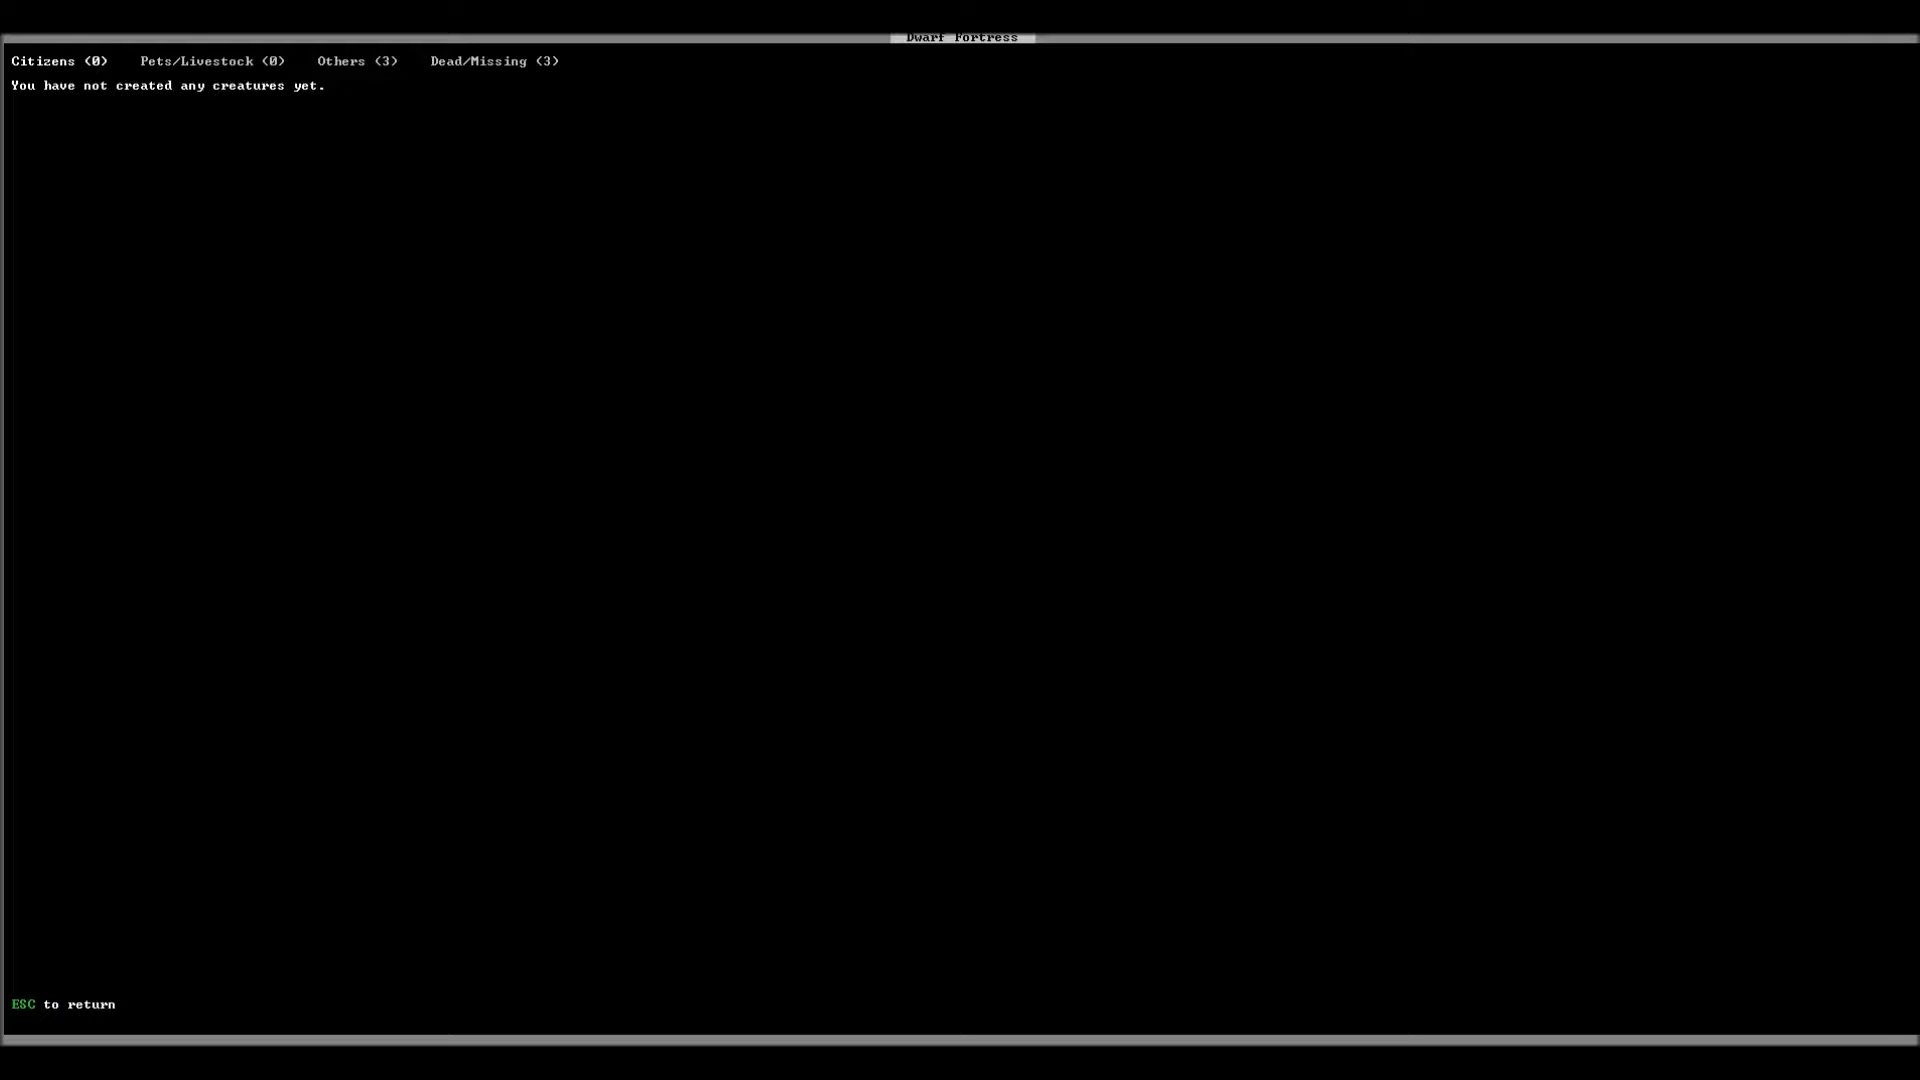 Dwarf Fortress
Citizens (0) Pets/Livestock (0) Others (3) Dead/Missing (3)
You have not created any creatures yet.
ESC to return